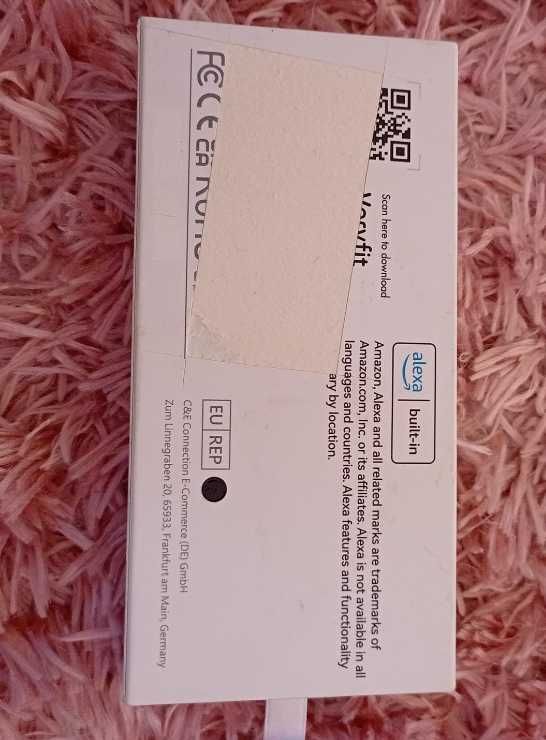 Scan here to download
alexa | built-in
Amazon, Alexa and all related marks are trademarks of
Amazon.com, Inc. or its affiliates. Alexa is not available in all
languages and countries. Alexa features and functionality
by location.
FC CE
EU REP
C&E Connection E-Commerce (DE) GmbH
Zum Linnegraben 20, 65933, Frankfurt am Main, Germany